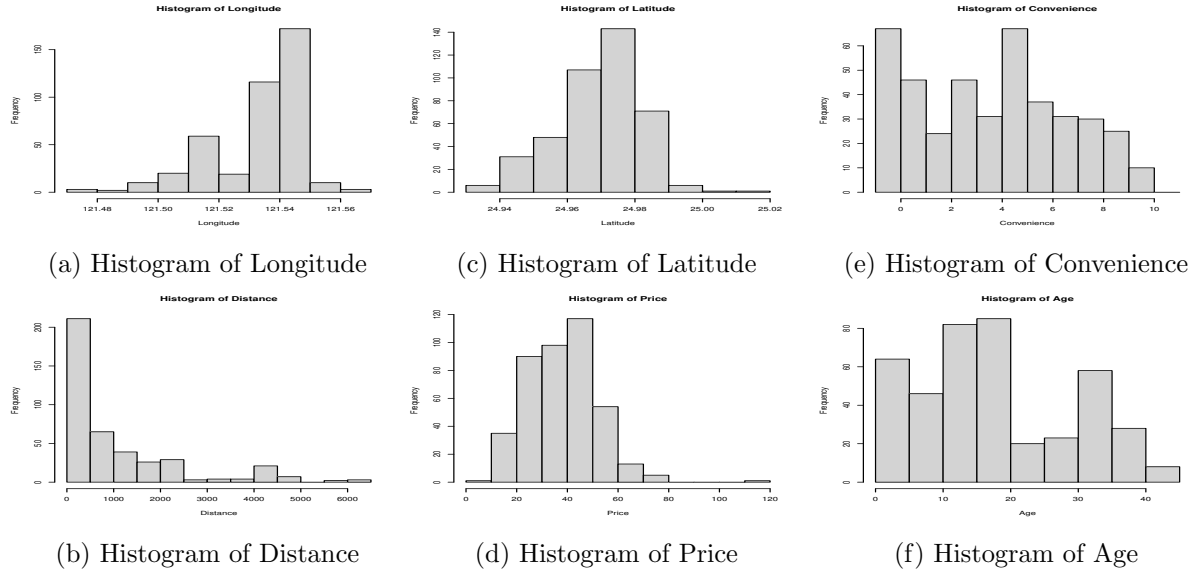 Histogram of Longitude
Frequency
0 50 100 150
121.48 121.50 121.52 121.54 121.56
Longitude
(a) Histogram of Longitude
Histogram of Latitude
Frequency
0 20 40 60 80 100 120 140
24.94 24.96 24.98 25.00 25.02
Latitude
(c) Histogram of Latitude
Histogram of Convenience
Frequency
0 10 20 30 40 50 60
0 2 4 6 8 10
Convenience
(e) Histogram of Convenience
Histogram of Distance
Frequency
0 50 100 150 200
0 1000 2000 3000 4000 5000 6000
Distance
(b) Histogram of Distance
Histogram of Price
Frequency
0 20 40 60 80 100 120
0 20 40 60 80 100 120
Price
(d) Histogram of Price
Histogram of Age
Frequency
0 20 40 60 80
0 10 20 30 40
Age
(f) Histogram of Age